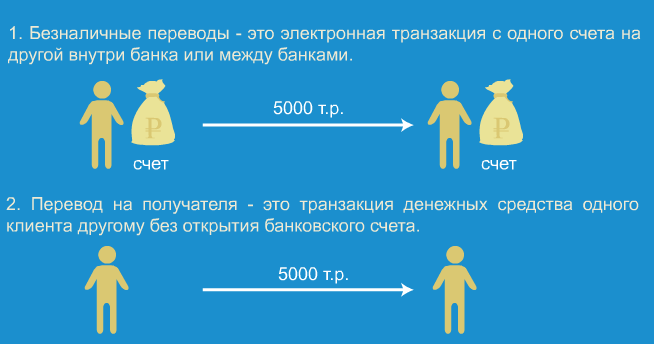 1. Безналичные переводы - это электронная транзакция с одного счета на
другой внутри банка или между банками.
5000 т.р.
₽
₽
счет
счет
2. Перевод на получателя - это транзакция денежных средства одного
клиента другому без открытия банковского счета.
5000 т.р.